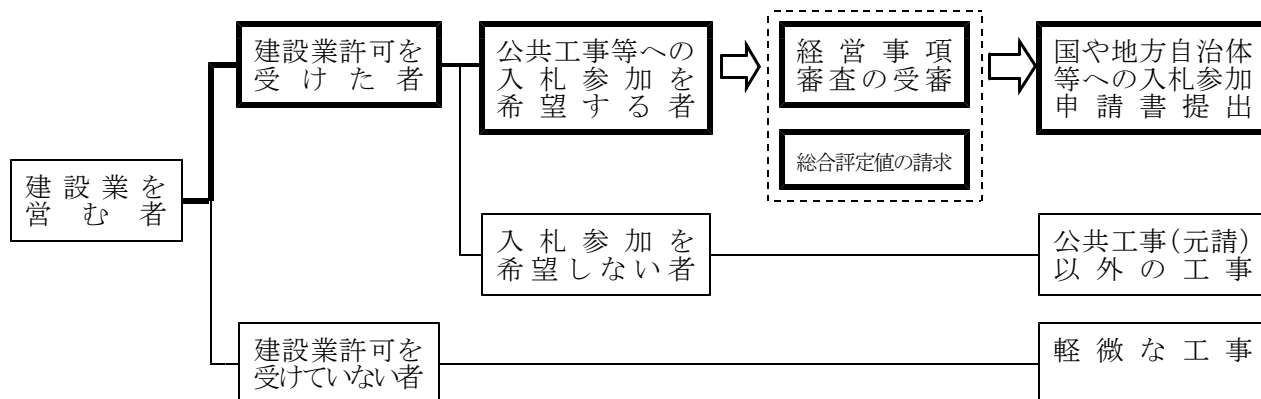 建設業を
営む者
建設業許可を
受けた者
公共工事等への
入札参加を
希望する者
経営事項
審査の受審
総合評定値の請求
国や地方自治体
等への入札参加
申請書提出
入札参加を
希望しない者
公共工事(元請)
以外の工事
建設業許可を
受けていない者
軽微な工事